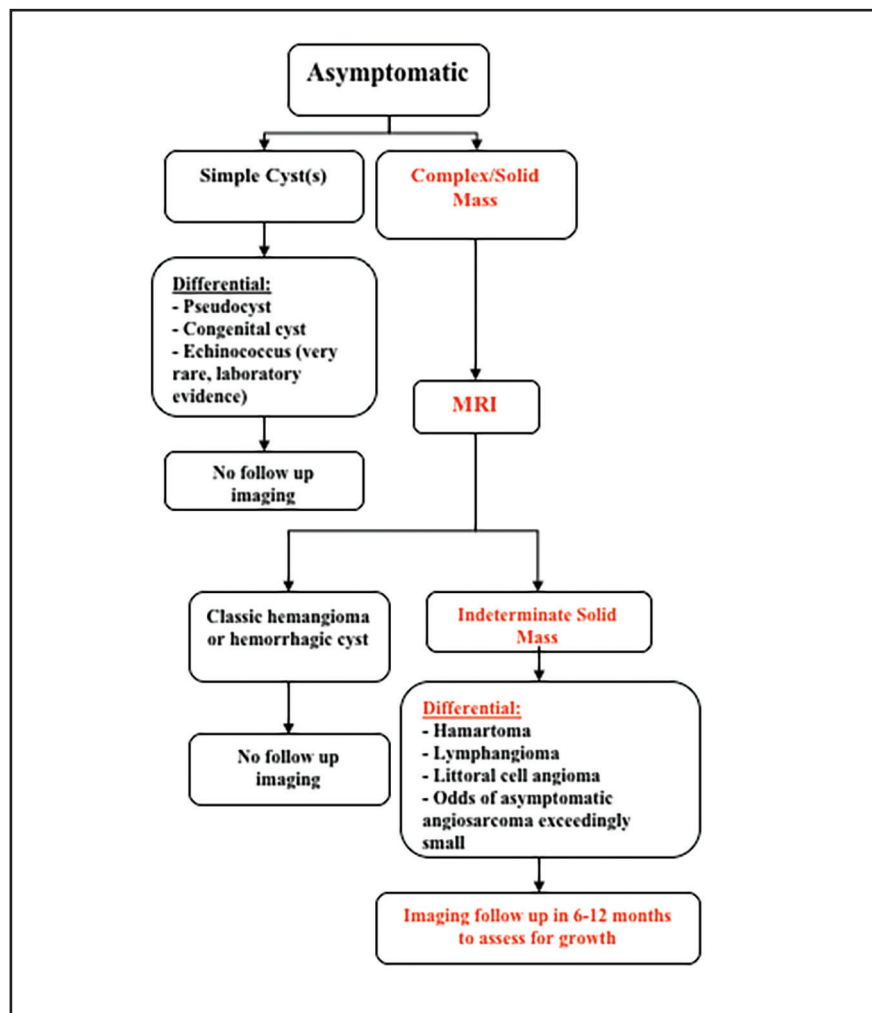 Asymptomatic
Simple Cyst(s)
Complex/Solid
Mass
Differential:
- Pseudocyst
- Congenital cyst
- Echinococcus (very
rare, laboratory
evidence)
MRI
No follow up
imaging
Classic hemangioma
or hemorrhagic cyst
Indeterminate Solid
Mass
Differential:
- Hamartoma
- Lymphangioma
- Littoral cell angioma
- Odds of asymptomatic
angiosarcoma exceedingly
small
No follow up
imaging
Imaging follow up in 6-12 months
to assess for growth